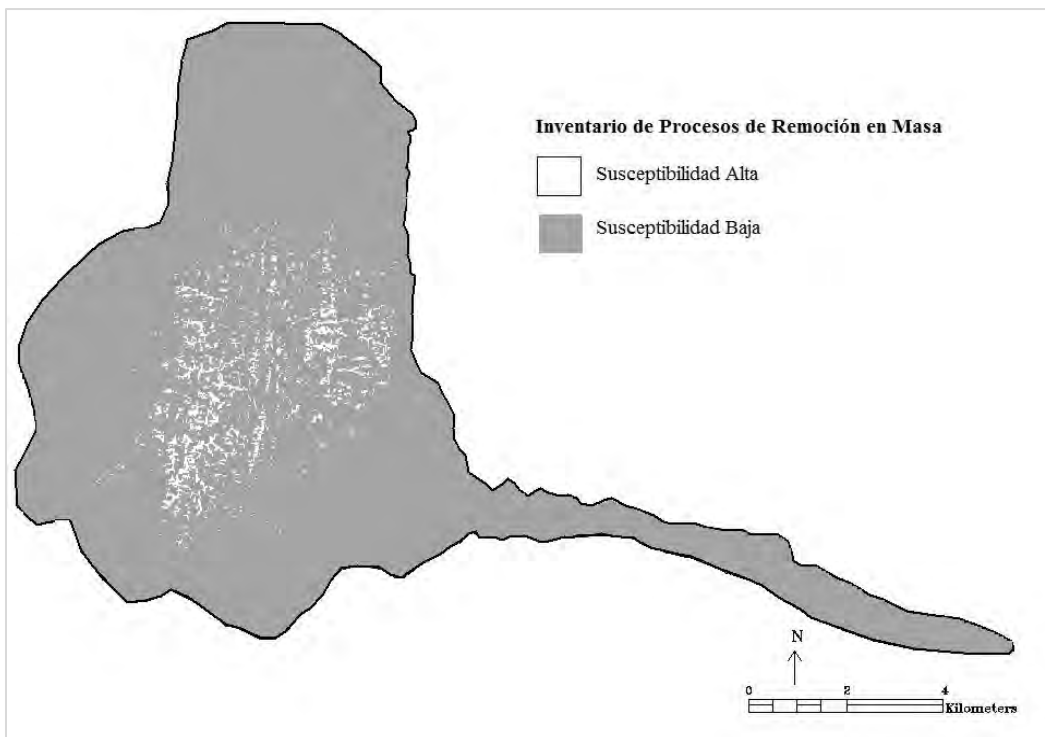 Inventario de Procesos de Remoción en Masa
Susceptibilidad Alta
Susceptibilidad Baja
N
0 2 4
Kilometers